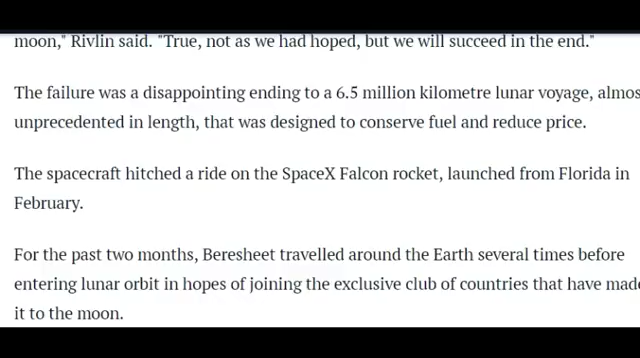 moon," Rivlin said. "True, not as we had hoped, but we will succeed in the end."
The failure was a disappointing ending to a 6.5 million kilometre lunar voyage, almos
unprecedented in length, that was designed to conserve fuel and reduce price.
The spacecraft hitched a ride on the SpaceX Falcon rocket, launched from Florida in
February.
For the past two months, Beresheet travelled around the Earth several times before
entering lunar orbit in hopes of joining the exclusive club of countries that have made
it to the moon.